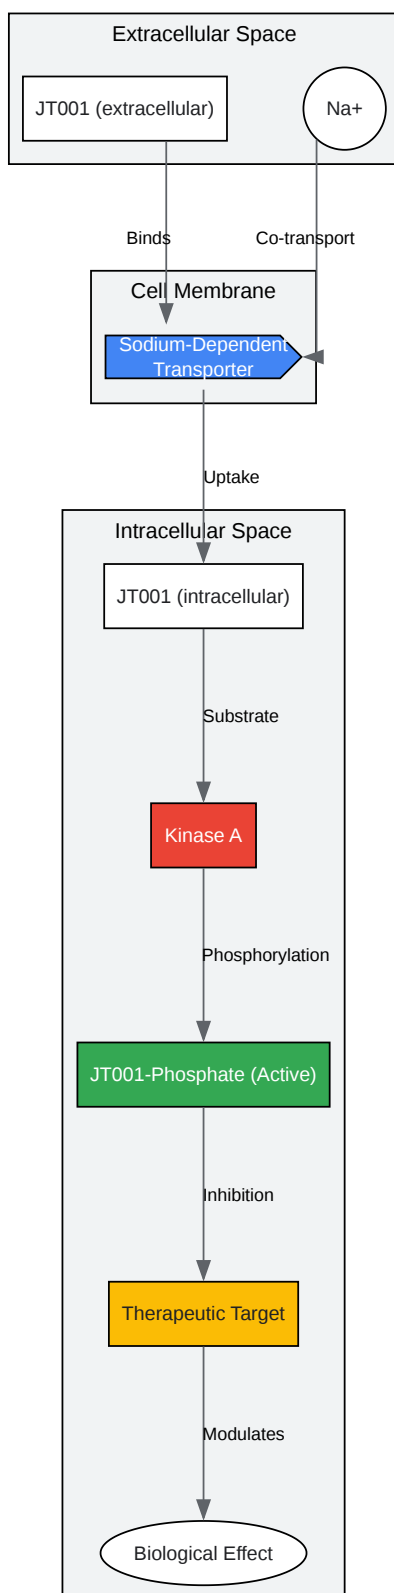 Extracellular Space
JT001 (extracellular)
Na+
Binds
Co-transport
Cell Membrane
Sodium-Dependent
Transporter
Uptake
Intracellular Space
JT001 (intracellular)
Substrate
Kinase A
Phosphorylation
JT001-Phosphate (Active)
Inhibition
Therapeutic Target
Modulates
Biological Effect